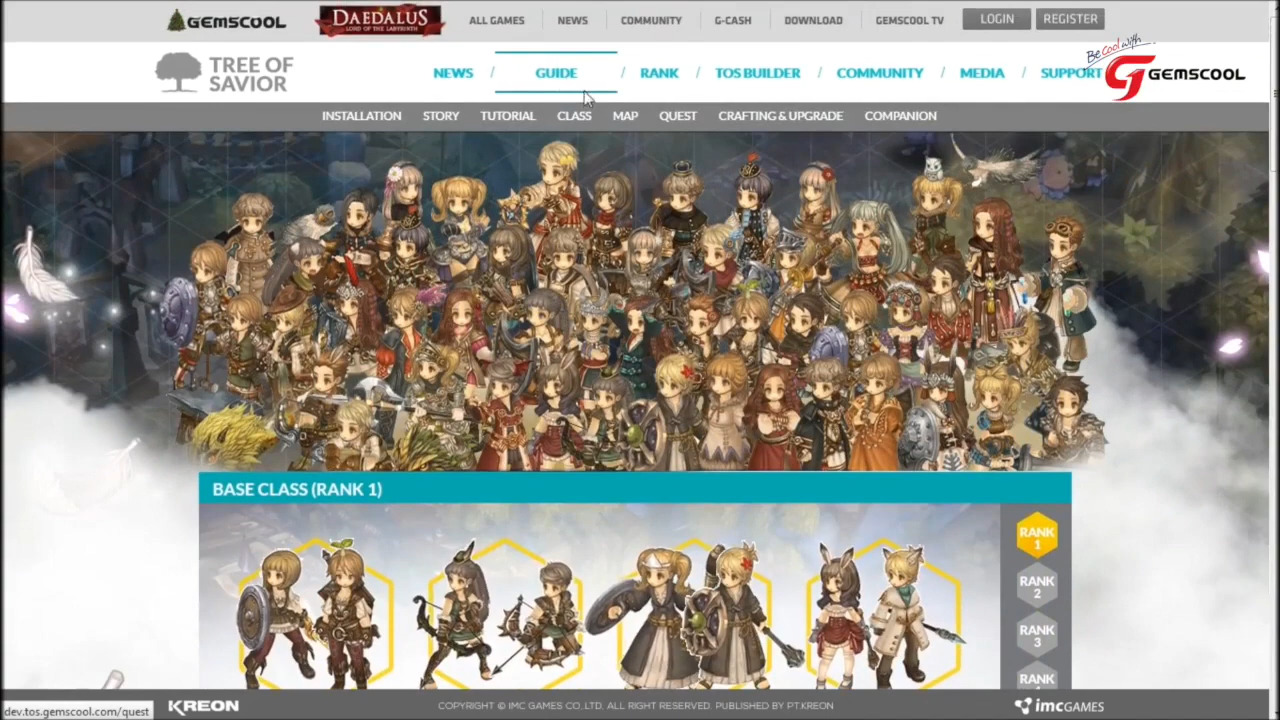 GEMSCOOL
DAEDALUS
LORD OF THE LABYRINTH
ALL GAMES
NEWS
COMMUNITY
G-CASH
DOWNLOAD
GEMSCOOL TV
LOGIN
REGISTER
TREE OF
SAVIOR
NEWS / GUIDE / RANK / TOS BUILDER / COMMUNITY / MEDIA / SUPPORT
Be cool with
GEMSCOOL
INSTALLATION STORY TUTORIAL CLASS MAP QUEST CRAFTING & UPGRADE COMPANION
BASE CLASS (RANK 1)
RANK
1
RANK
2
RANK
3
RANK
dev.tos.gemscool.com/quest
KREON
COPYRIGHT © IMC GAMES CO.,LTD. ALL RIGHT RESERVED. PUBLISHED BY PT.KREON
imcGAMES